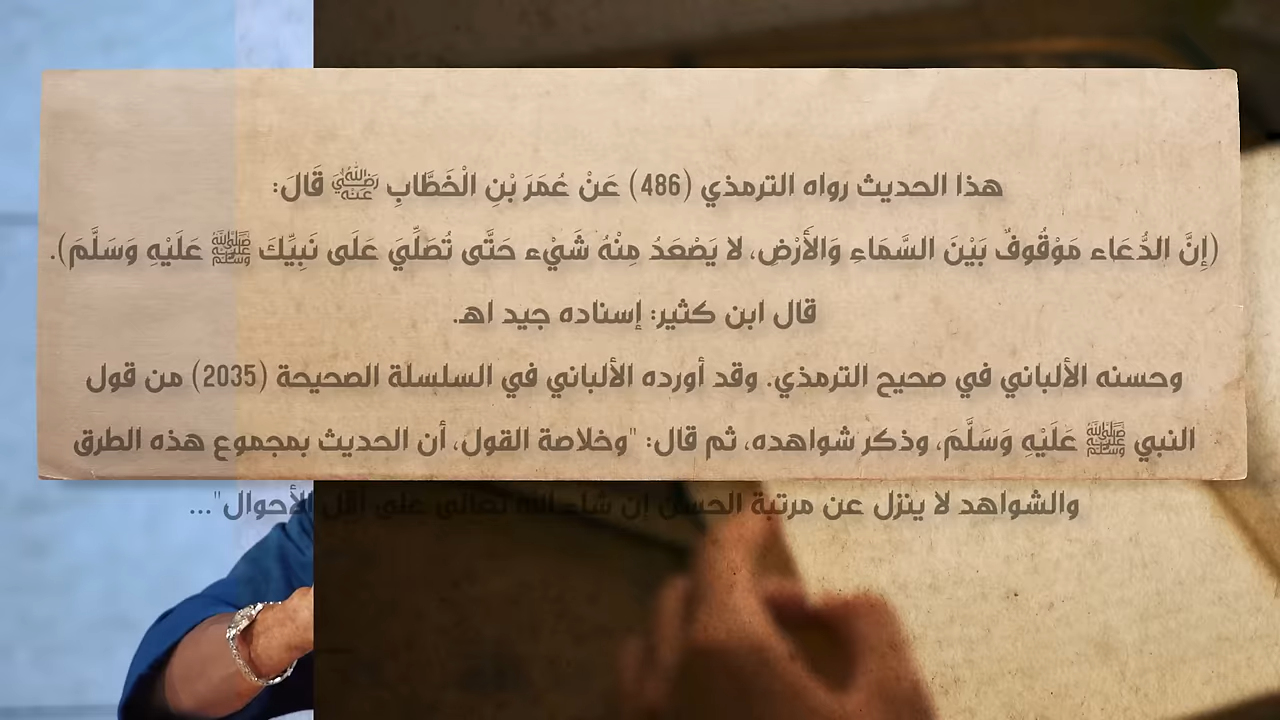 هذا الحديث رواه الترمذي (486) عَنْ عُمَرَ بْنِ الْخَطَّابِ رَضِيَ اللَّهُ عَنْهُ قَالَ:
(إِنَّ الدُّعَاء مَوْقُوفٌ بَيْنَ السَّمَاءِ وَالأَرْضِ، لا يَصْعَدُ مِنْهُ شَيْء حَتَّى تُصَلِّيَ عَلَى نَبِيِّكَ ﷺ عَلَيْهِ وَسَلَّمَ).
قال ابن كثير: إسناده جيد اهـ.
وحسنه الألباني في صحيح الترمذي. وقد أورده الألباني في السلسلة الصحيحة (2035) من قول
النبي ﷺ عَلَيْهِ وَسَلَّمَ، وذكر شواهده، ثم قال: "وخلاصة القول، أن الحديث بمجموع هذه الطرق
والشواهد لا ينزل عن مرتبة الحسن إن شاء الله تعالى على أقل الأحوال"...